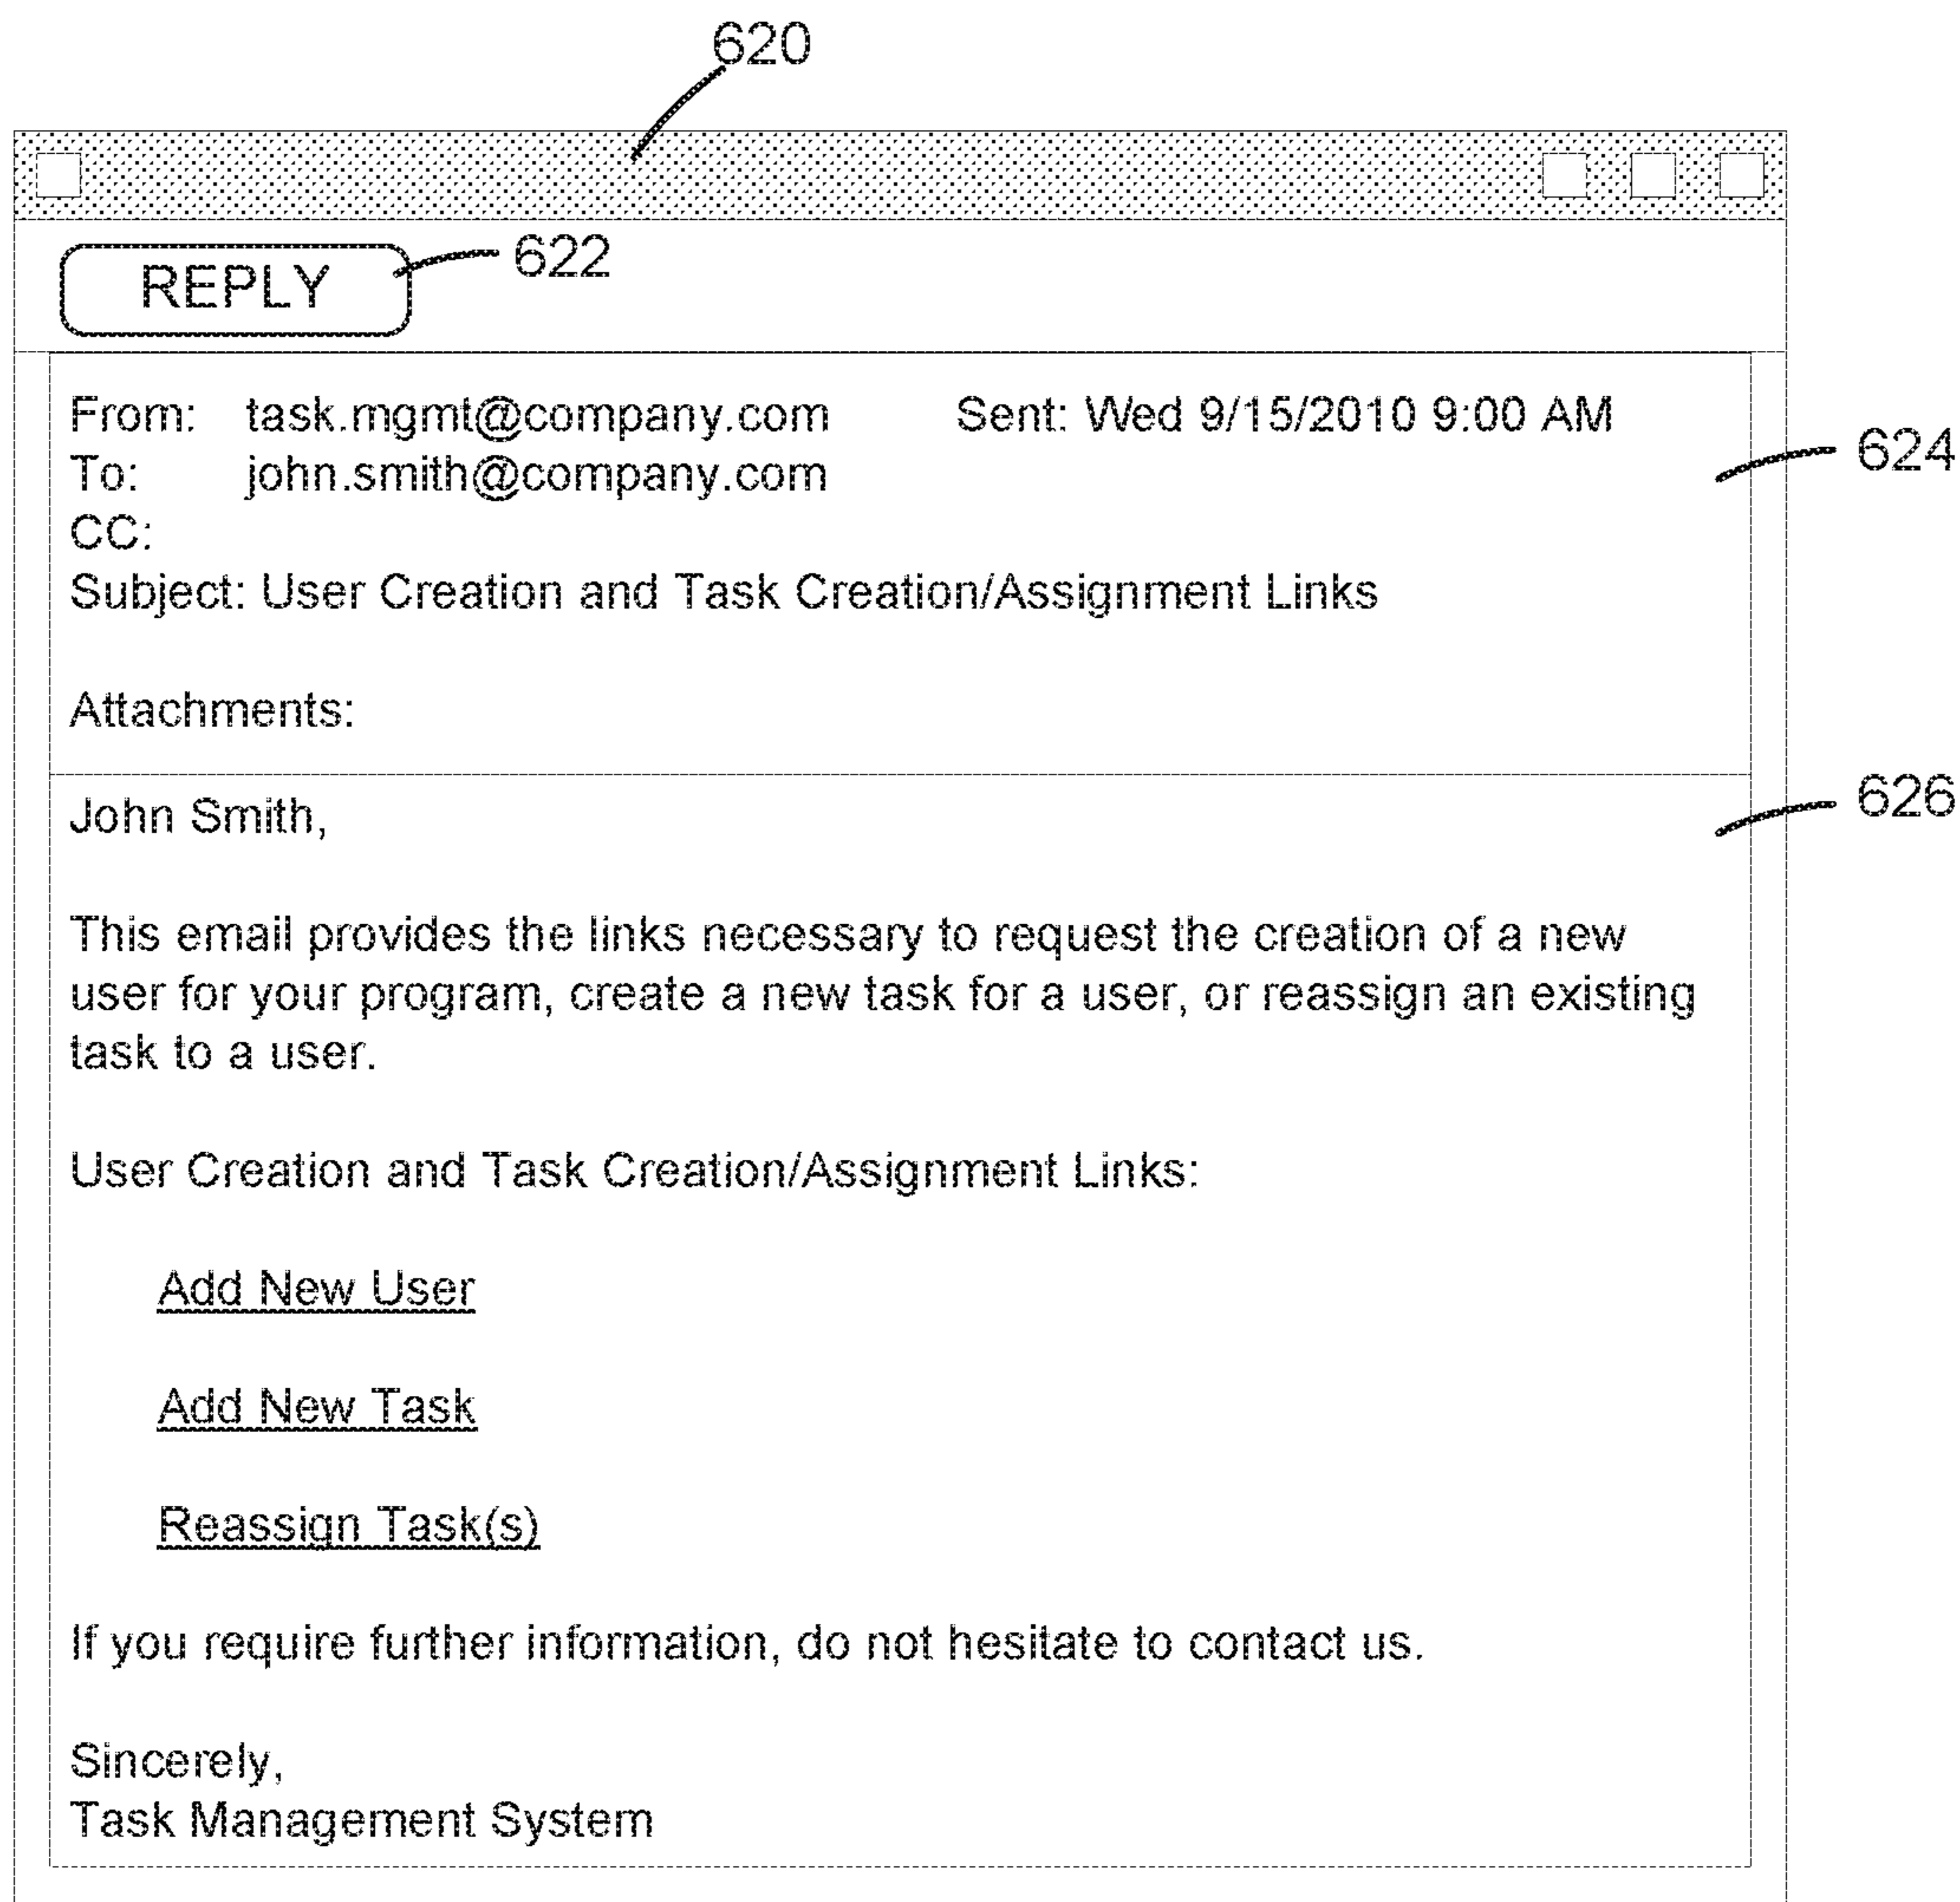 620
REPLY 622
From: task.mgmt@company.com Sent: Wed 9/15/2010 9:00 AM
624
To: john.smith@company.com
CC:
Subject: User Creation and Task Creation/Assignment Links
Attachments:
626
John Smith,
This email provides the links necessary to request the creation of a new
user for your program, create a new task for a user, or reassign an existing
task to a user.
User Creation and Task Creation/Assignment Links:
Add New User
Add New Task
Reassign Task(s)
If you require further information, do not hesitate to contact us.
Sincerely,
Task Management System